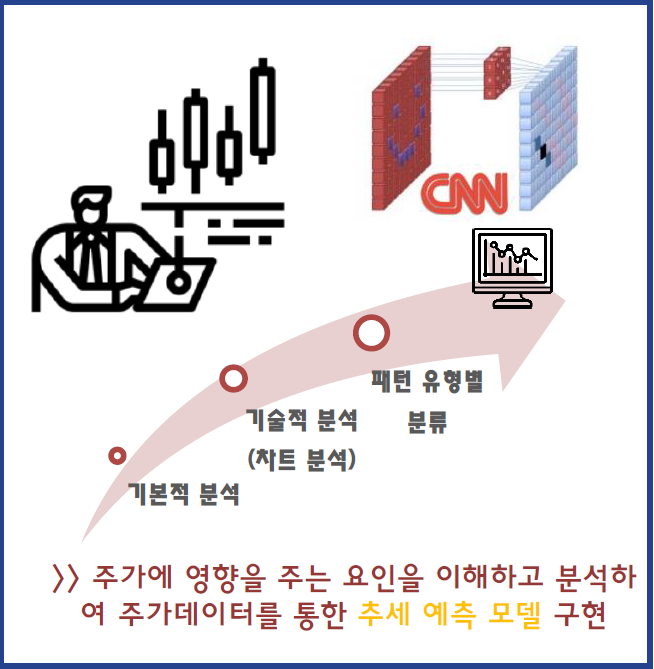 CNN
패턴 유형별
분류
기술적 분석
(차트 분석)
기본적 분석
>> 주가에 영향을 주는 요인을 이해하고 분석하
여 주가데이터를 통한 추세 예측 모델 구현